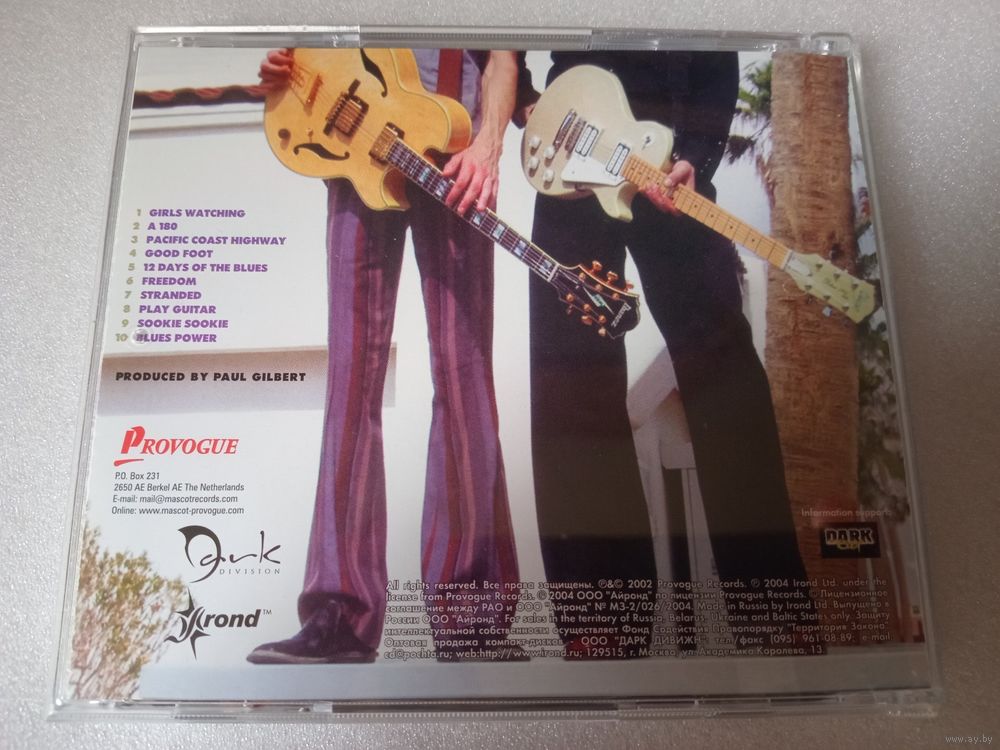 1 GIRLS WATCHING
2 A 180
3 PACIFIC COAST HIGHWAY
4 GOOD FOOT
5 12 DAYS OF THE BLUES
6 FREEDOM
7 STRANDED
8 PLAY GUITAR
9 SOOKIE SOOKIE
10 BLUES POWER
PRODUCED BY PAUL GILBERT
PROVOGUE
P.O. Box 231
2650 AE Berkel AE The Netherlands
E-mail: mail@mascotrecords.com
Online: www.mascot-provogue.com
Dark
DIVISION
Irond™
Ibanez
Information support:
DARK
All rights reserved. Все права защищены. ℗&© 2002 Provogue Records. ℗ 2004 Irond Ltd. under the
license from Provogue Records. © 2004 ООО "Айронд" по лицензии Provogue Records. © Лицензионное
соглашение между РАО и ООО "Айронд" № МЗ-2/026/2004. Made in Russia by Irond Ltd. Выпущено в
России ООО "Айронд". For sales in the territory of Russia, Belarus, Ukraine and Baltic States only. Защиту
интеллектуальной собственности осуществляет Фонд Содействия Правопорядку "Территория Закона".
Оптовая продажа компакт-дисков - ООО "ДАРК ДИВИЖН" - тел/факс (095) 961-08-89; e-mail:
cd@pochta.ru; web:http://www.irond.ru; 129515, г. Москва, ул. Академика Королева, 13
www.ay.by